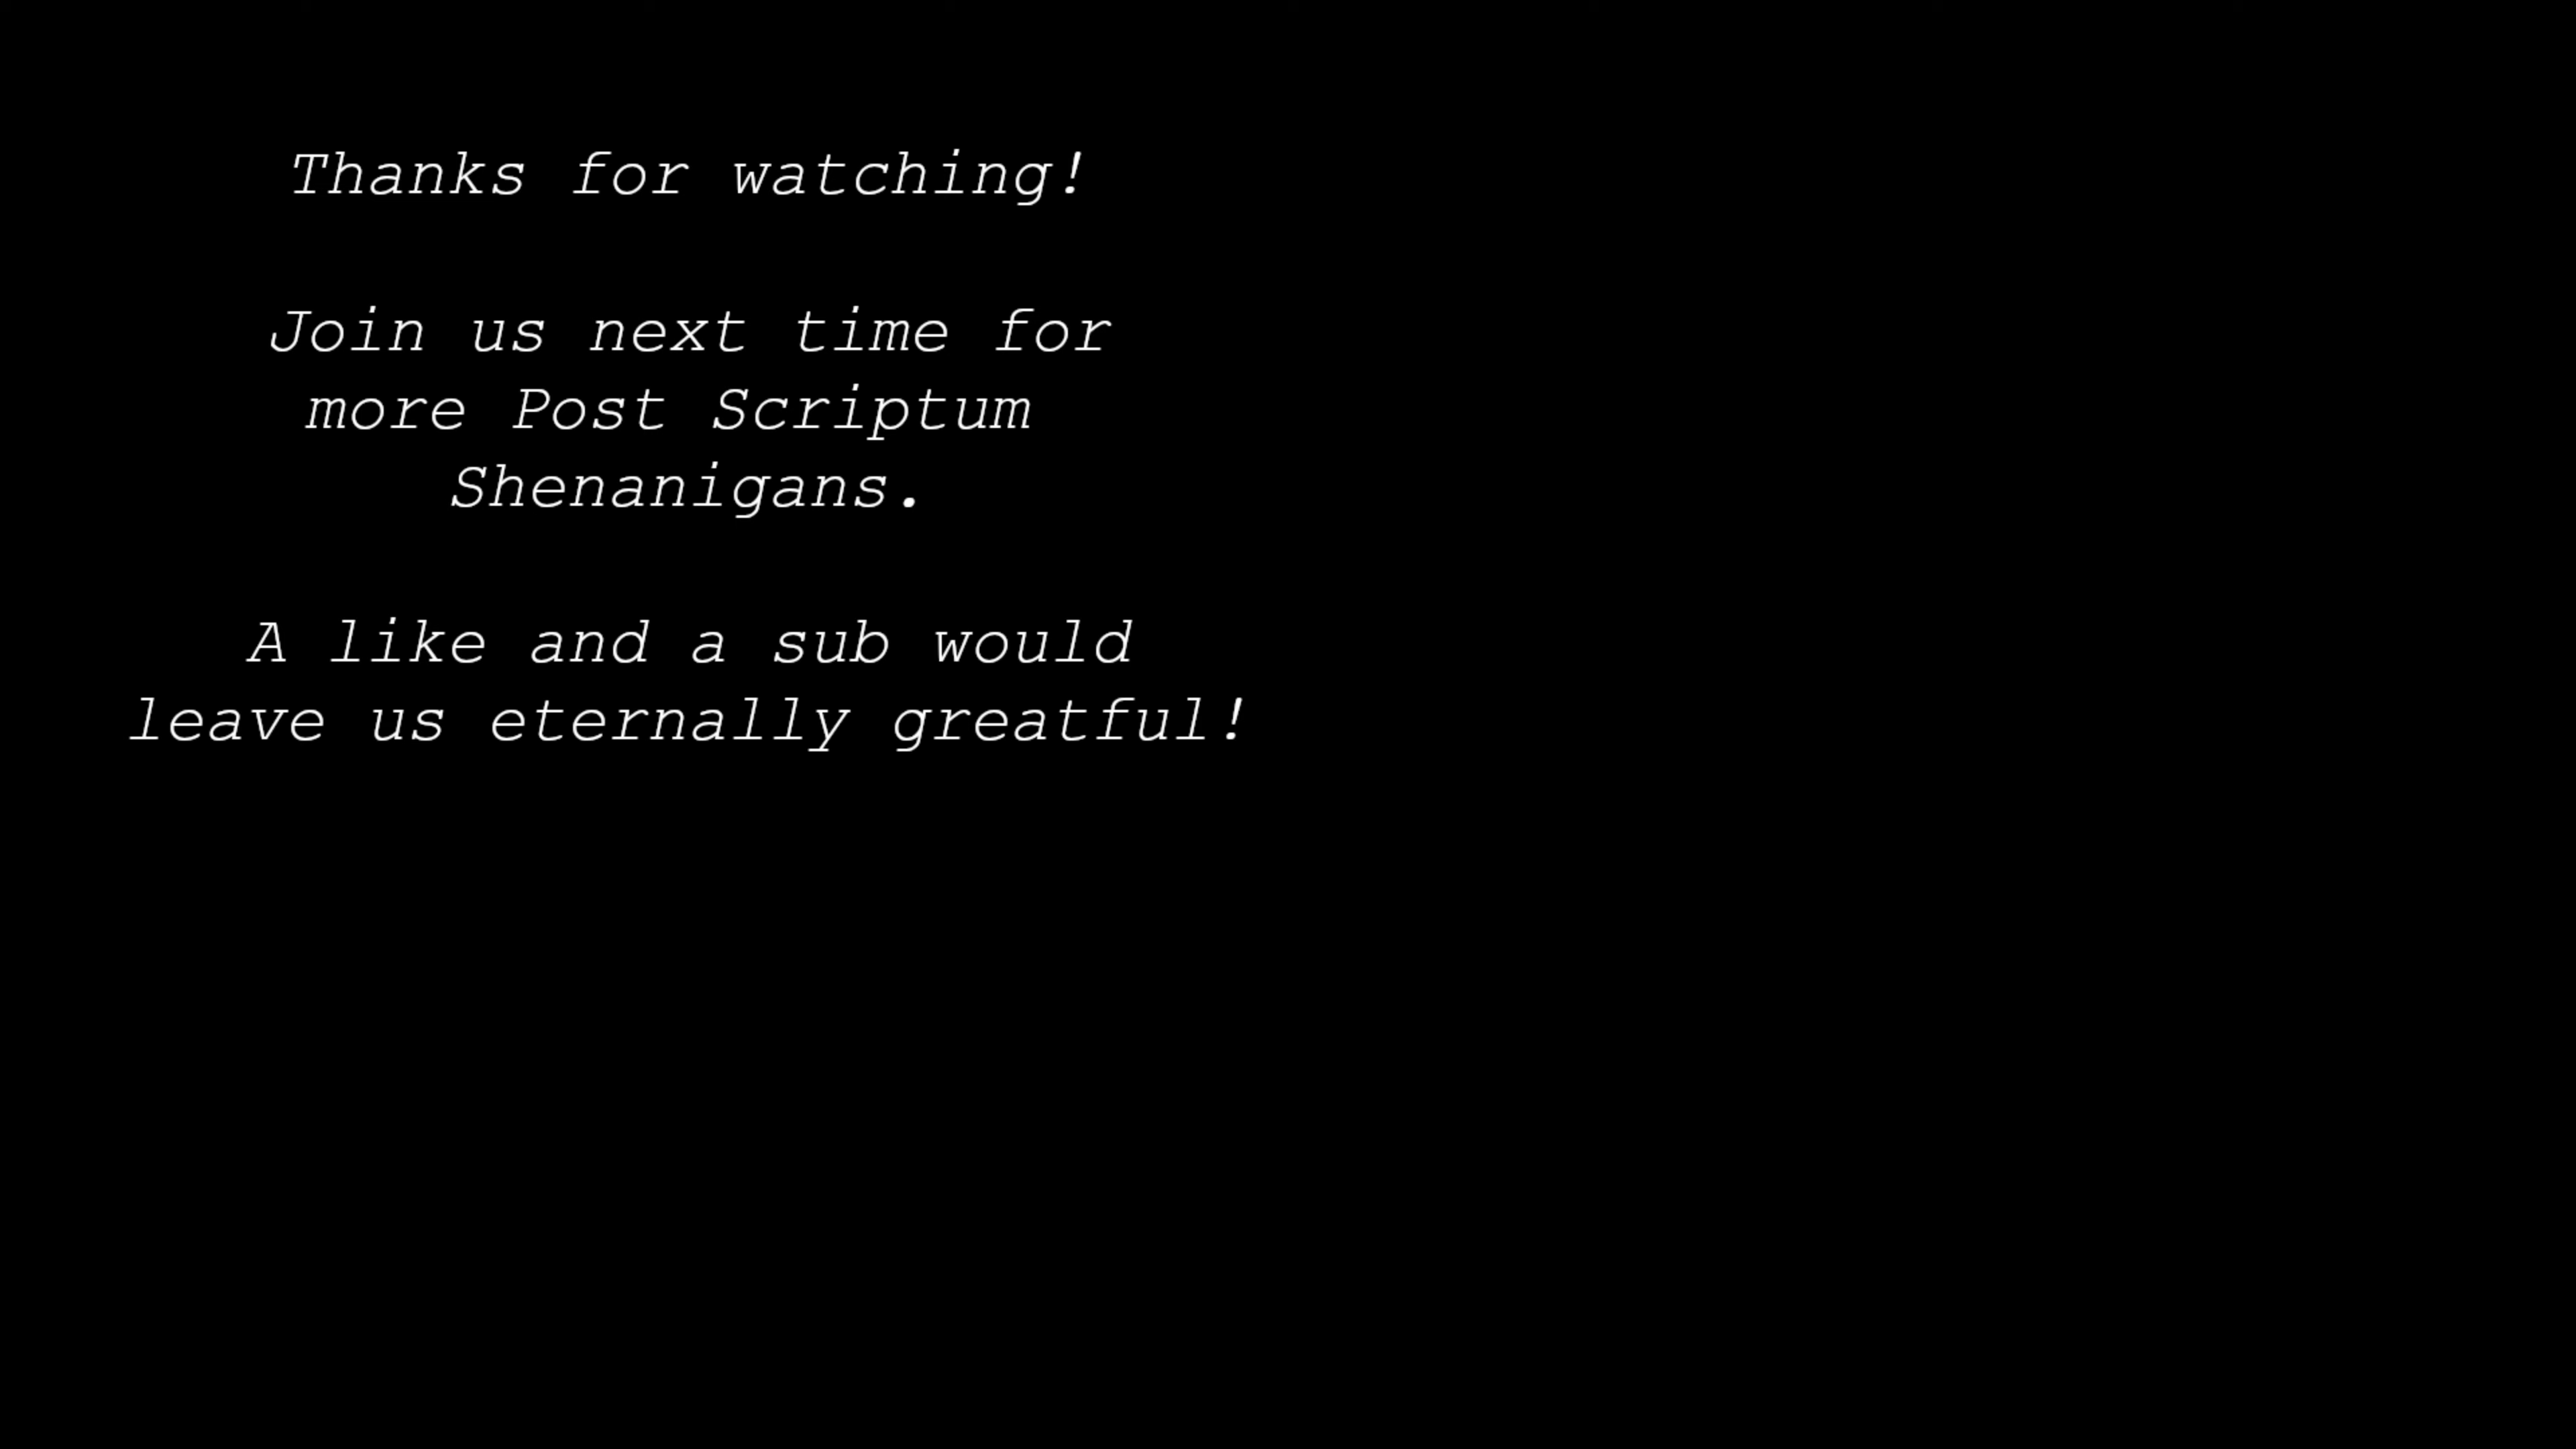 Thanks for watching!
Join us next time for
more Post Scriptum
Shenanigans.
A like and a sub would
leave us eternally greatful!